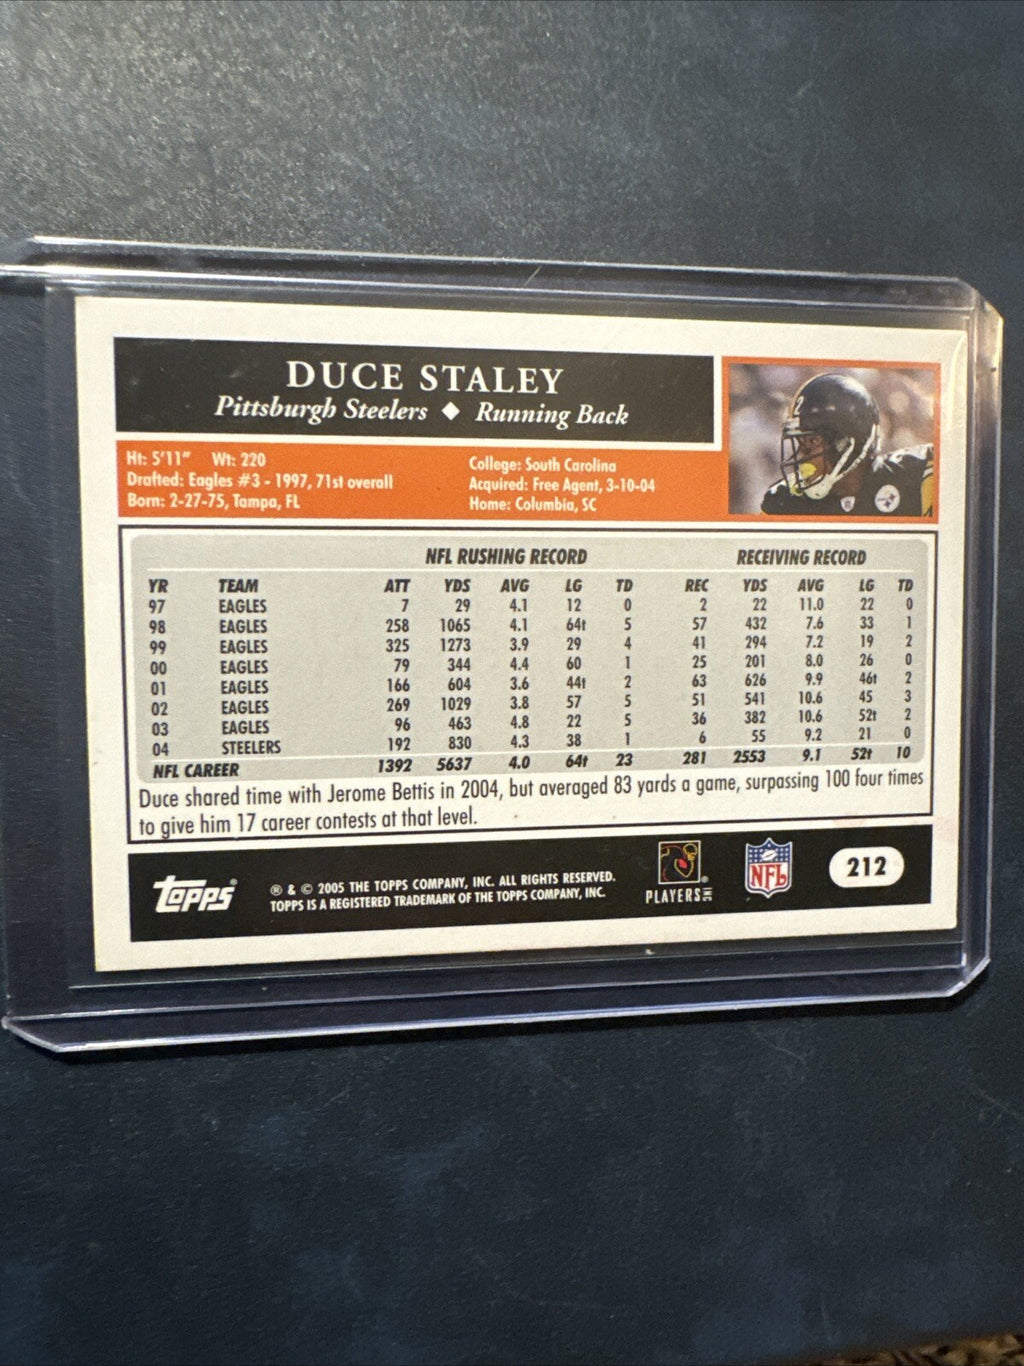 DUCE STALEY
Pittsburgh Steelers ◆ Running Back
Ht: 5'11" Wt: 220
Drafted: Eagles #3 - 1997, 71st overall
Born: 2-27-75, Tampa, FL
College: South Carolina
Acquired: Free Agent, 3-10-04
Home: Columbia, SC
2
NFL RUSHING RECORD RECEIVING RECORD
YR TEAM ATT YDS AVG LG TD REC YDS AVG LG TD
97 EAGLES 7 29 4.1 12 0 2 22 11.0 22 0
98 EAGLES 258 1065 4.1 64t 5 57 432 7.6 33 1
99 EAGLES 325 1273 3.9 29 4 41 294 7.2 19 2
00 EAGLES 79 344 4.4 60 1 25 201 8.0 26 0
01 EAGLES 166 604 3.6 44t 2 63 626 9.9 46t 2
02 EAGLES 269 1029 3.8 57 5 51 541 10.6 45 3
03 EAGLES 96 463 4.8 22 5 36 382 10.6 52t 2
04 STEELERS 192 830 4.3 38 1 6 55 9.2 21 0
NFL CAREER 1392 5637 4.0 64t 23 281 2553 9.1 52t 10
Duce shared time with Jerome Bettis in 2004, but averaged 83 yards a game, surpassing 100 four times
to give him 17 career contests at that level.
topps®
® & © 2005 THE TOPPS COMPANY, INC. ALL RIGHTS RESERVED.
TOPPS IS A REGISTERED TRADEMARK OF THE TOPPS COMPANY, INC.
PLAYERS INC
NFL
212